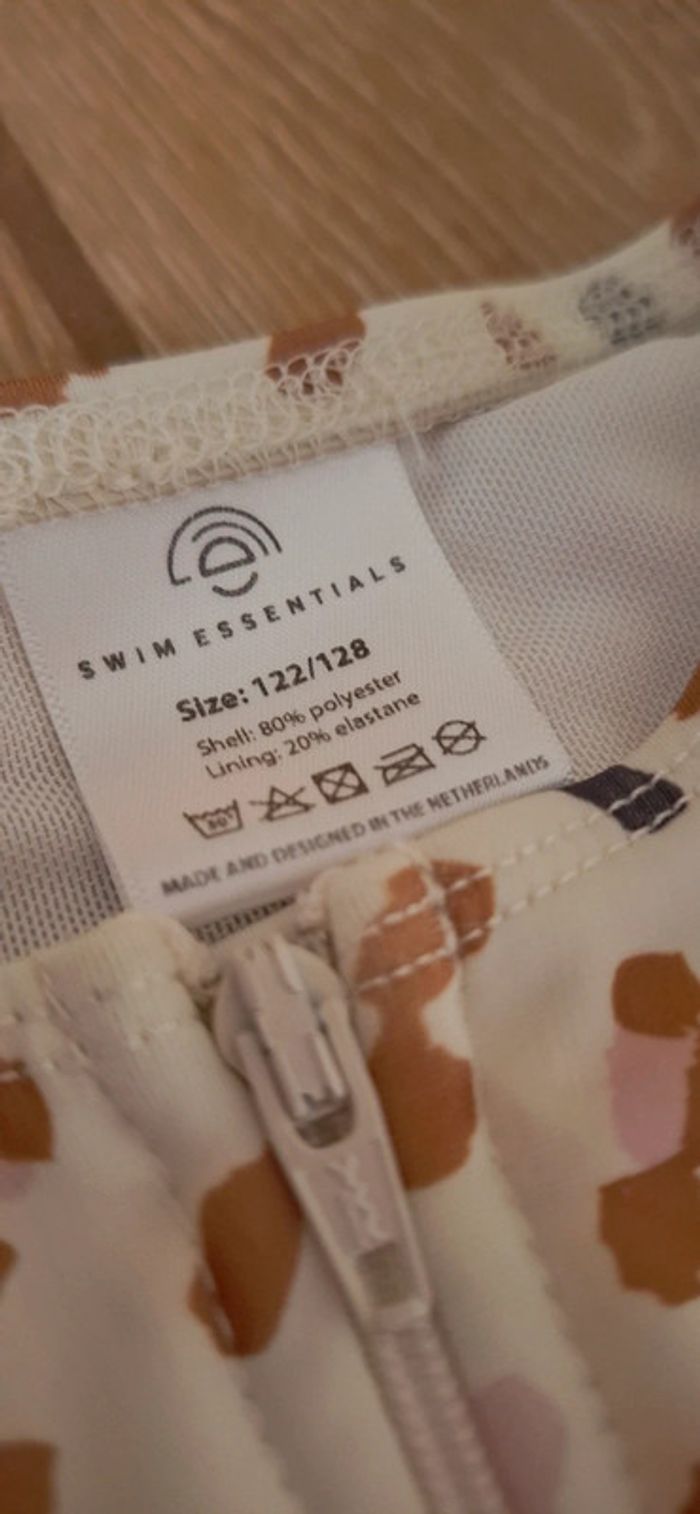 e
SWIM ESSENTIALS
Size: 122/128
Shell: 80% polyester
Lining: 20% elastane
30°
MADE AND DESIGNED IN THE NETHERLANDS